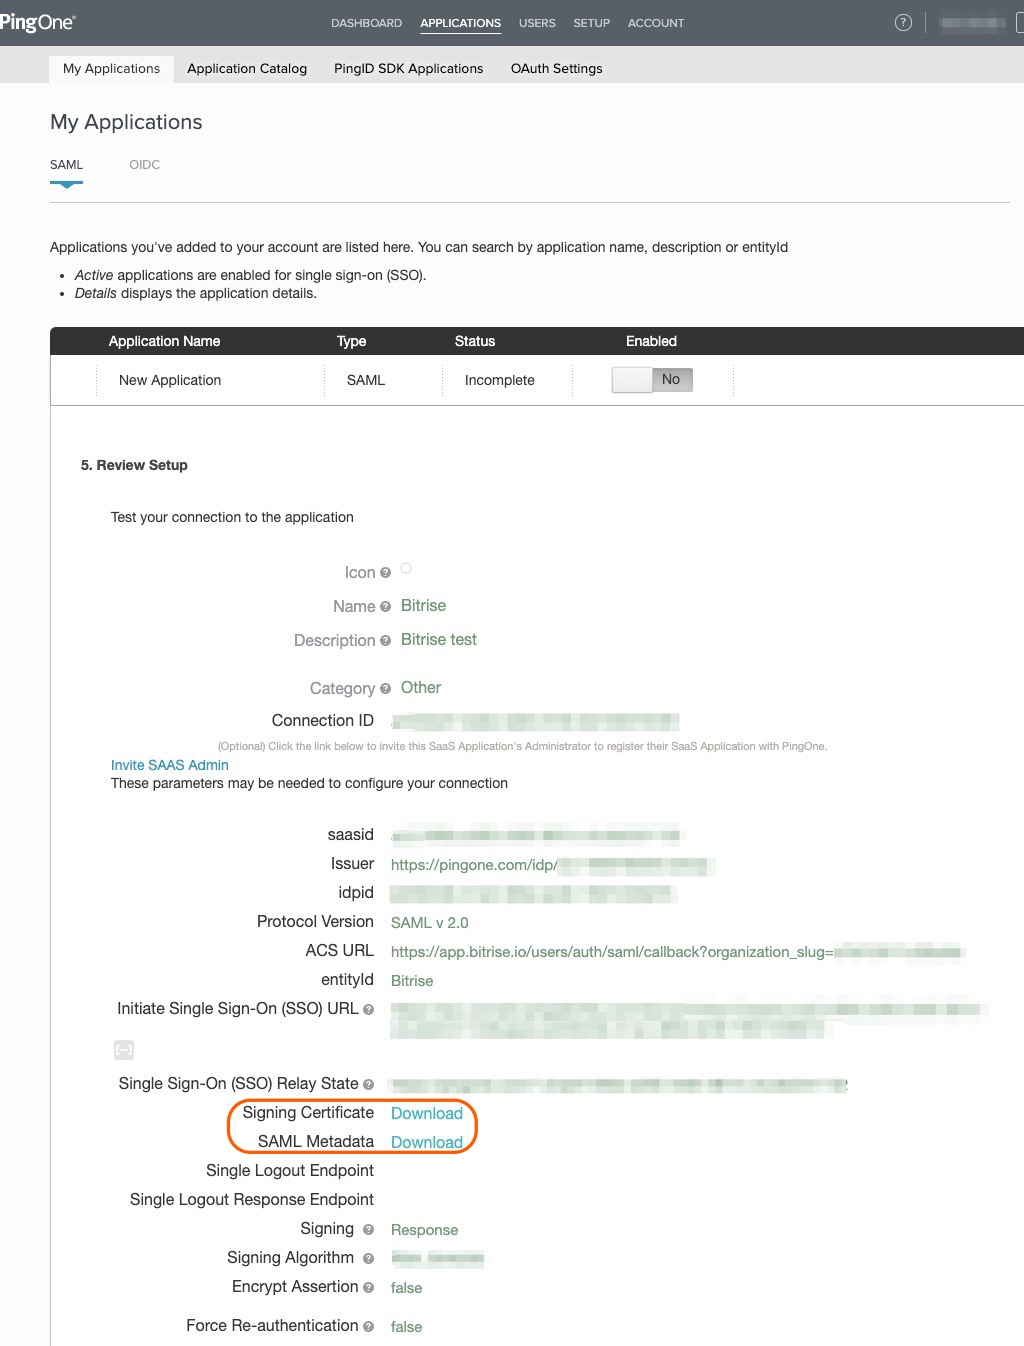 PingOne®
DASHBOARD APPLICATIONS USERS SETUP ACCOUNT ?
My Applications Application Catalog PingID SDK Applications OAuth Settings
My Applications
SAML OIDC
Applications you've added to your account are listed here. You can search by application name, description or entityId
• Active applications are enabled for single sign-on (SSO).
• Details displays the application details.
Application Name Type Status Enabled
New Application SAML Incomplete No
5. Review Setup
Test your connection to the application
Icon ?
Name ? Bitrise
Description ? Bitrise test
Category ? Other
Connection ID
(Optional) Click the link below to invite this SaaS Application's Administrator to register their SaaS Application with PingOne.
Invite SAAS Admin
These parameters may be needed to configure your connection
saasid
Issuer https://pingone.com/idp/
idpid
Protocol Version SAML v 2.0
ACS URL https://app.bitrise.io/users/auth/saml/callback?organization_slug=
entityId Bitrise
Initiate Single Sign-On (SSO) URL ?
Single Sign-On (SSO) Relay State ?
Signing Certificate Download
SAML Metadata Download
Single Logout Endpoint
Single Logout Response Endpoint
Signing ? Response
Signing Algorithm ?
Encrypt Assertion ? false
Force Re-authentication ? false